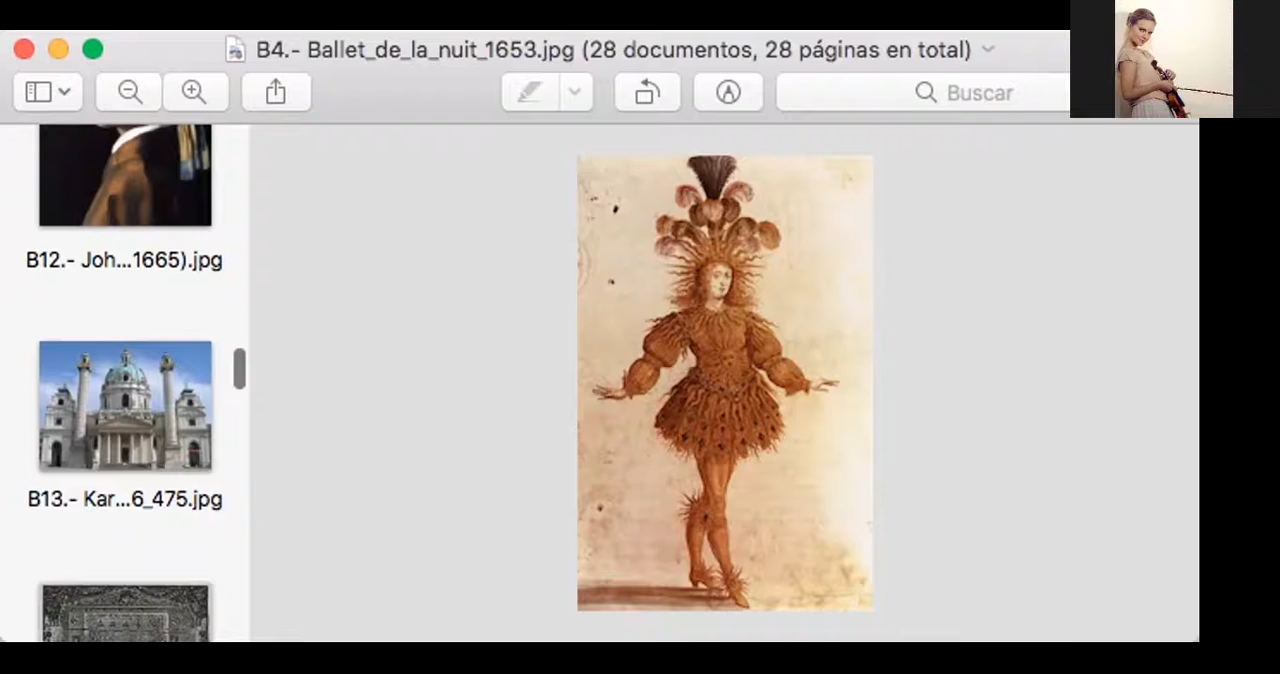 B4.- Ballet_de_la_nuit_1653.jpg (28 documentos, 28 páginas en total)
Buscar
B12.- Joh...1665).jpg
B13.- Kar...6_475.jpg